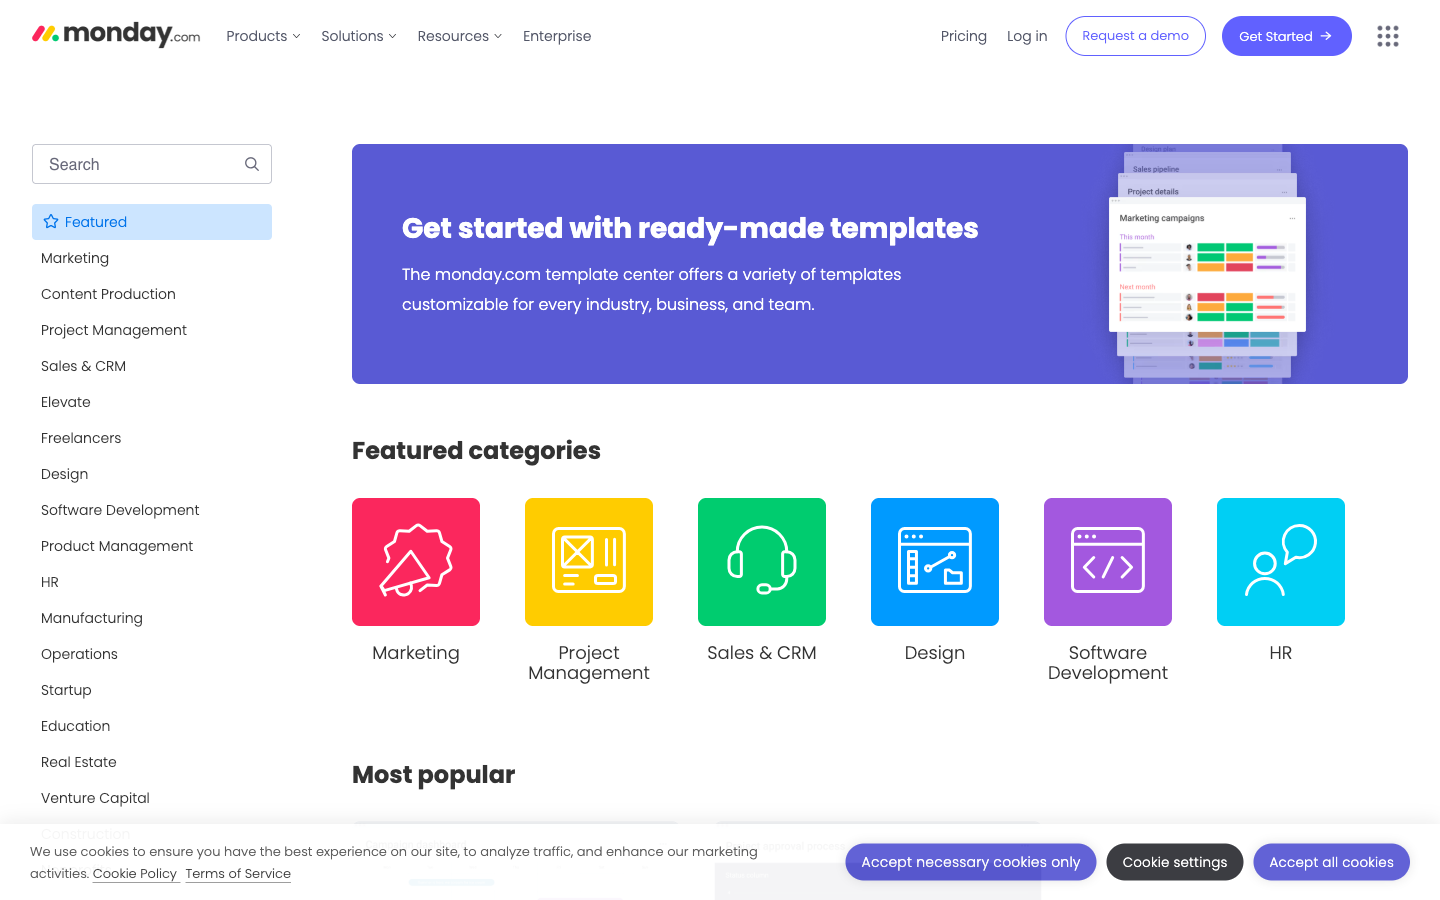 monday.com
Products
Solutions
Resources
Enterprise
Pricing
Log in
Request a demo
Get Started
Search
Featured
Marketing
Content Production
Project Management
Sales & CRM
Elevate
Freelancers
Design
Software Development
Product Management
HR
Manufacturing
Operations
Startup
Education
Real Estate
Venture Capital
Construction
Get started with ready-made templates
The monday.com template center offers a variety of templates
customizable for every industry, business, and team.
Design plan
Sales pipeline
Project details
Marketing campaigns
This month
Next month
Featured categories
Marketing
Project
Management
Sales & CRM
Design
Software
Development
HR
Most popular
We use cookies to ensure you have the best experience on our site, to analyze traffic, and enhance our marketing
activities. Cookie Policy Terms of Service
Accept necessary cookies only
Cookie settings
Accept all cookies